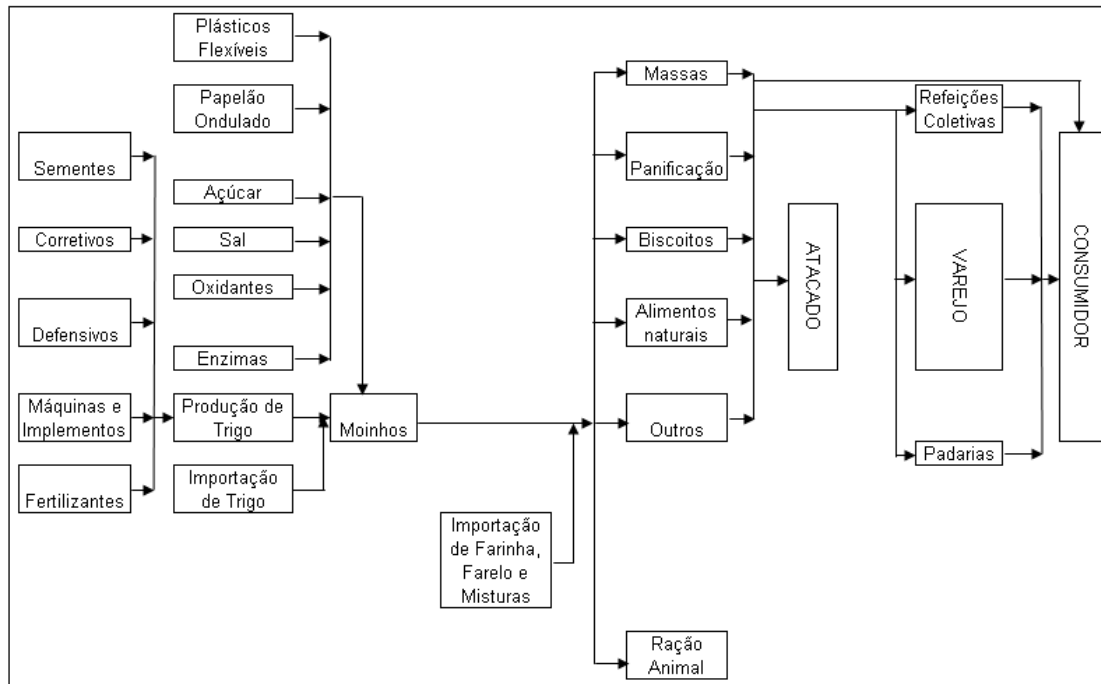 Plásticos
Flexíveis
Papelão
Ondulado
Sementes
Açúcar
Corretivos
Sal
Oxidantes
Defensivos
Enzimas
Máquinas e
Implementos
Produção de
Trigo
Moinhos
Fertilizantes
Importação
de Trigo
Importação
de Farinha,
Farelo e
Misturas
Massas
Panificação
Biscoitos
Alimentos
naturais
Outros
Ração
Animal
ATACADO
Refeições
Coletivas
VAREJO
Padarias
CONSUMIDOR